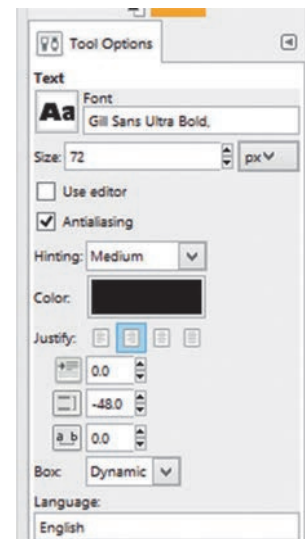 Tool Options
Text
Aa
Font
Gill Sans Ultra Bold,
Size: 72 px
Use editor
Antialiasing
Hinting: Medium
Color:
Justify:
0.0
-48.0
a b 0.0
Box: Dynamic
Language:
English